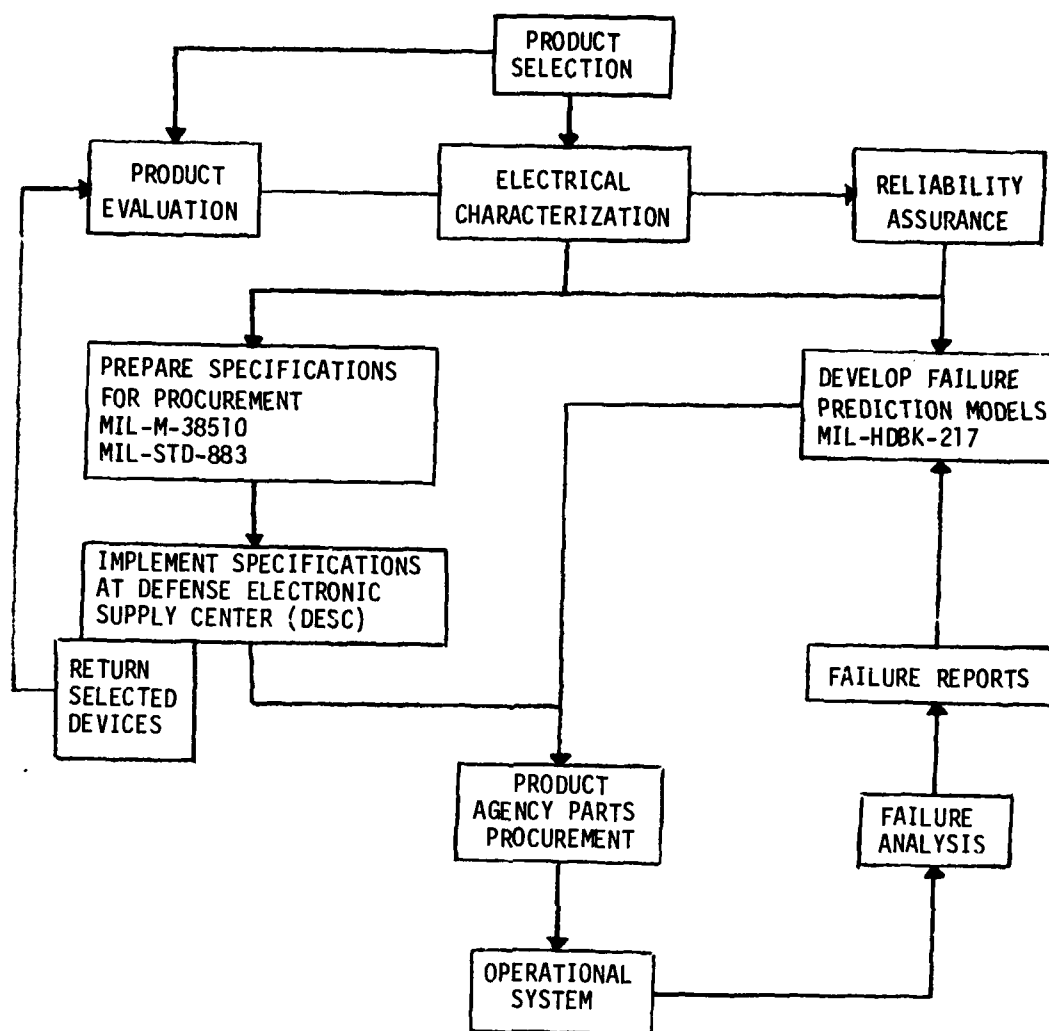 PRODUCT
SELECTION
PRODUCT
EVALUATION
ELECTRICAL
CHARACTERIZATION
RELIABILITY
ASSURANCE
PREPARE SPECIFICATIONS
FOR PROCUREMENT
MIL-M-38510
MIL-STD-883
DEVELOP FAILURE
PREDICTION MODELS
MIL-HDBK-217
IMPLEMENT SPECIFICATIONS
AT DEFENSE ELECTRONIC
SUPPLY CENTER (DESC)
RETURN
SELECTED
DEVICES
FAILURE REPORTS
PRODUCT
AGENCY PARTS
PROCUREMENT
FAILURE
ANALYSIS
OPERATIONAL
SYSTEM